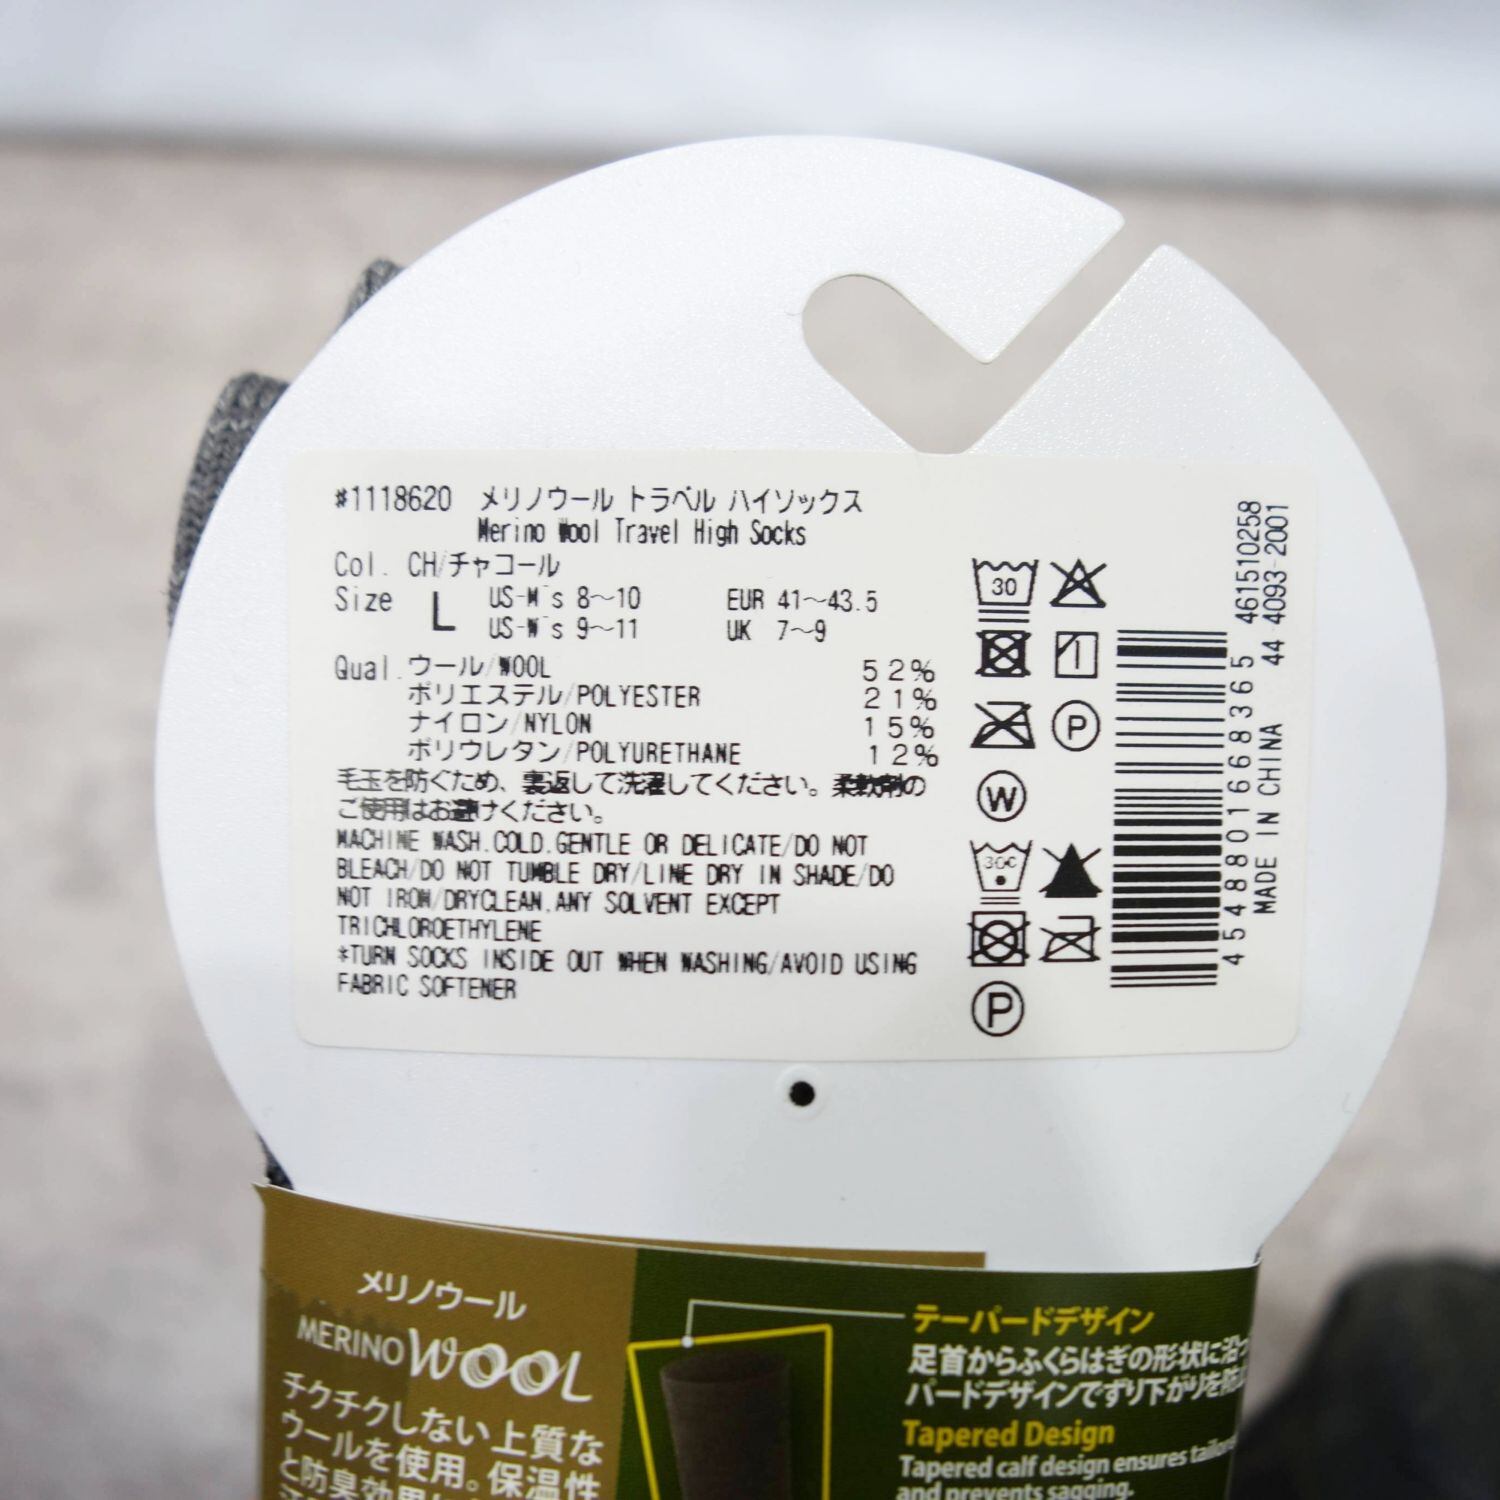 #1118620 メリノウール トラベル ハイソックス
Merino Wool Travel High Socks
Col. CH/チャコール
Size L US-M's 8～10 EUR 41～43.5
US-W's 9～11 UK 7～9
Qual. ウール/WOOL 52%
ポリエステル/POLYESTER 21%
ナイロン/NYLON 15%
ポリウレタン/POLYURETHANE 12%
毛玉を防ぐため、裏返して洗濯してください。柔軟剤の
ご使用はお避けください。
MACHINE WASH.COLD.GENTLE OR DELICATE/DO NOT
BLEACH/DO NOT TUMBLE DRY/LINE DRY IN SHADE/DO
NOT IRON/DRYCLEAN.ANY SOLVENT EXCEPT
TRICHLOROETHYLENE
*TURN SOCKS INSIDE OUT WHEN WASHING/AVOID USING
FABRIC SOFTENER
30
P
W
30C
P
4548801668365
461510258
44 4093-2001
MADE IN CHINA
メリノウール
MERINO WOOL
チクチクしない上質な
ウールを使用。保温性
と防臭効果
テーパードデザイン
足首からふくらはぎの形状に沿っ
パードデザインでずり下がりを防止
Tapered Design
Tapered calf design ensures tailored
and prevents sagging.